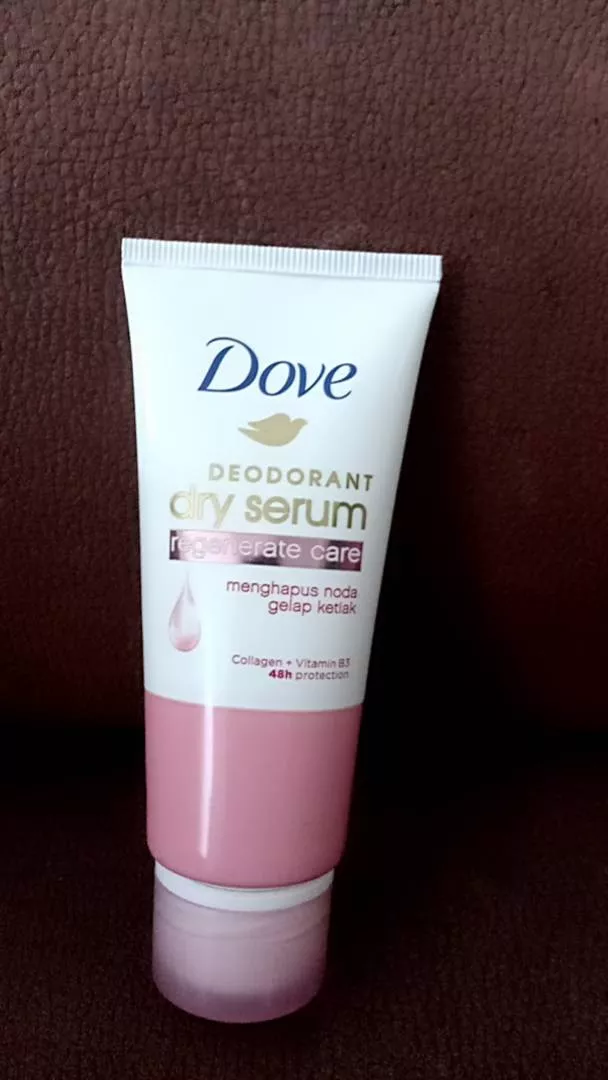 Dove
DEODORANT
dry serum
regenerate care
menghapus noda
gelap ketiak
Collagen + Vitamin B3
48h protection